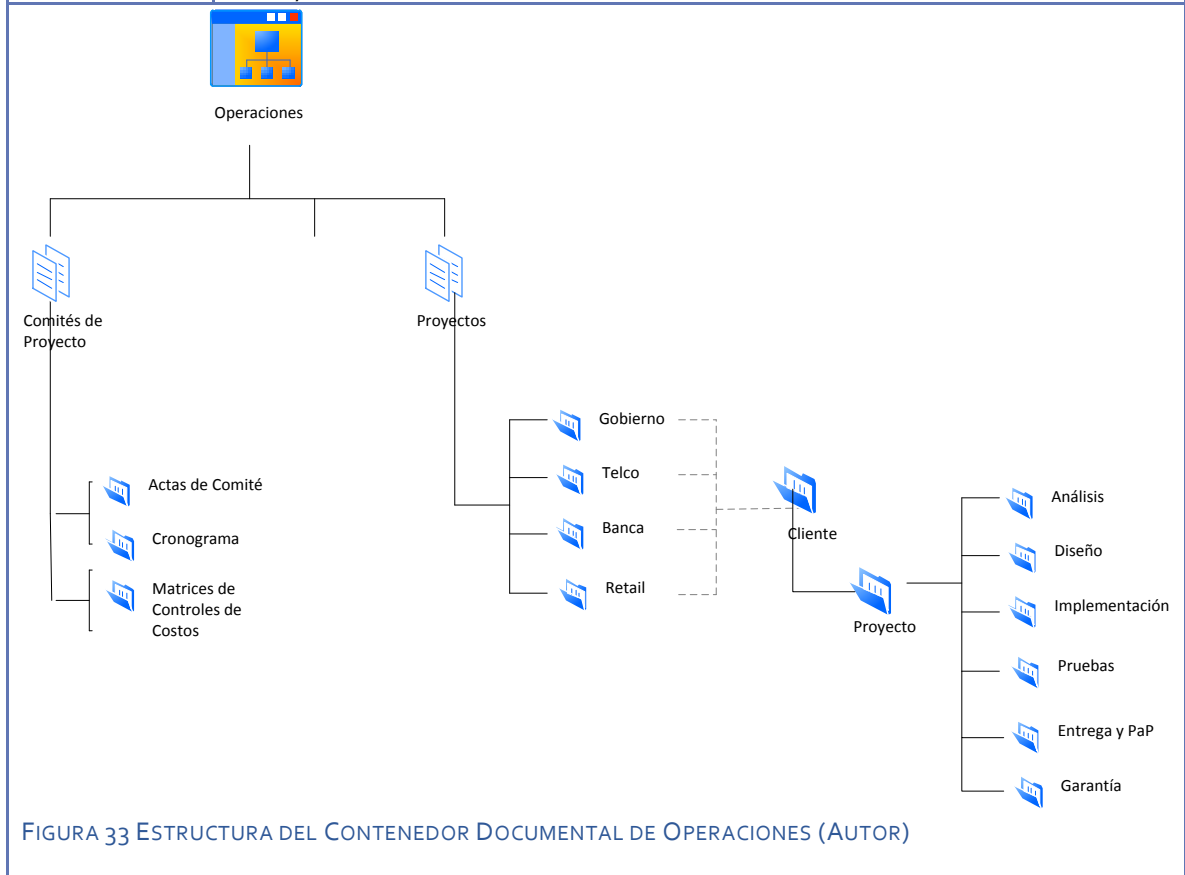 Operaciones
Comités de
Proyecto
Proyectos
Actas de Comité
Cronograma
Matrices de
Controles de
Costos
Gobierno
Telco
Banca
Retail
Cliente
Proyecto
Análisis
Diseño
Implementación
Pruebas
Entrega y PaP
Garantía
FIGURA 33 ESTRUCTURA DEL CONTENEDOR DOCUMENTAL DE OPERACIONES (AUTOR)